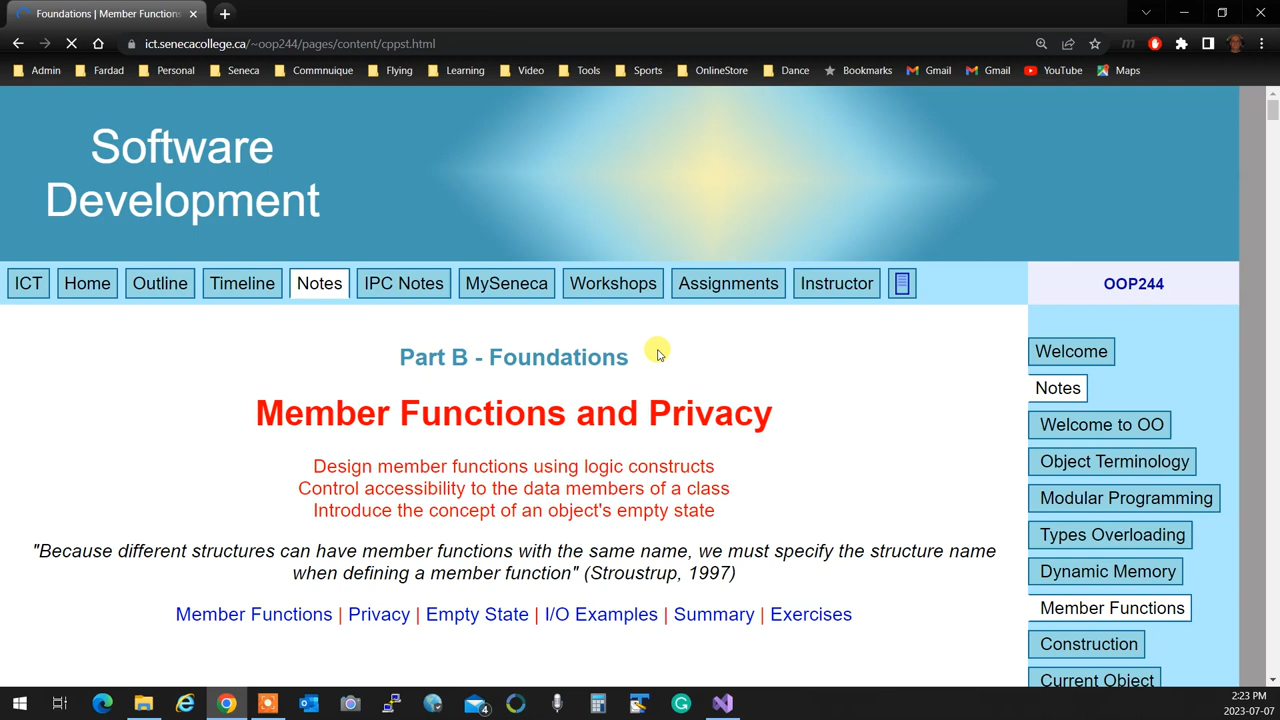 Foundations | Member Functions
ict.senecacollege.ca/~oop244/pages/content/cppst.html
Admin Fardad Personal Seneca Commnuique Flying Learning Video Tools Sports OnlineStore Dance Bookmarks Gmail Gmail YouTube Maps
Software
Development
ICT Home Outline Timeline Notes IPC Notes MySeneca Workshops Assignments Instructor
OOP244
Part B - Foundations
Member Functions and Privacy
Design member functions using logic constructs
Control accessibility to the data members of a class
Introduce the concept of an object's empty state
"Because different structures can have member functions with the same name, we must specify the structure name
when defining a member function" (Stroustrup, 1997)
Member Functions | Privacy | Empty State | I/O Examples | Summary | Exercises
Welcome
Notes
Welcome to OO
Object Terminology
Modular Programming
Types Overloading
Dynamic Memory
Member Functions
Construction
Current Object
4
2:23 PM
2023-07-07